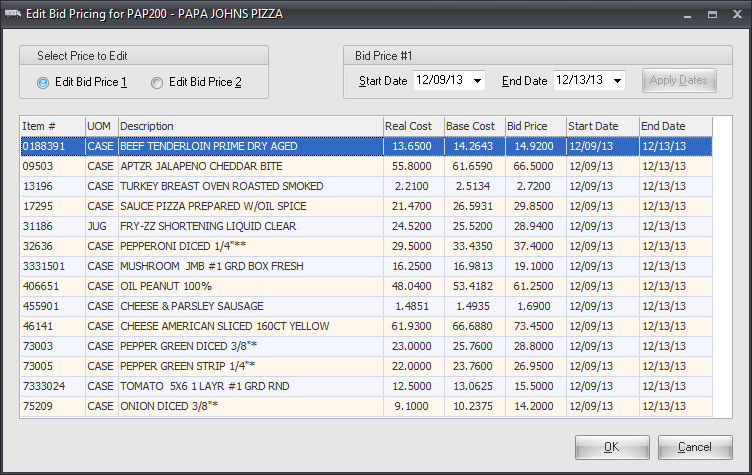 Edit Bid Pricing for PAP200 - PAPA JOHNS PIZZA
Select Price to Edit
Edit Bid Price 1 Edit Bid Price 2
Bid Price #1
Start Date 12/09/13 End Date 12/13/13 Apply Dates
Item # UOM Description Real Cost Base Cost Bid Price Start Date End Date
0188391 CASE BEEF TENDERLOIN PRIME DRY AGED 13.6500 14.2643 14.9200 12/09/13 12/13/13
09503 CASE APTZR JALAPENO CHEDDAR BITE 55.8000 61.6590 66.5000 12/09/13 12/13/13
13196 CASE TURKEY BREAST OVEN ROASTED SMOKED 2.2100 2.5134 2.7200 12/09/13 12/13/13
17295 CASE SAUCE PIZZA PREPARED W/OIL SPICE 21.4700 26.5931 29.8500 12/09/13 12/13/13
31186 JUG FRY-ZZ SHORTENING LIQUID CLEAR 24.5200 25.5200 28.9400 12/09/13 12/13/13
32636 CASE PEPPERONI DICED 1/4"** 29.5000 33.4350 37.4000 12/09/13 12/13/13
3331501 CASE MUSHROOM JMB #1 GRD BOX FRESH 16.2500 16.9813 19.1000 12/09/13 12/13/13
406651 CASE OIL PEANUT 100% 48.0400 53.4182 61.2500 12/09/13 12/13/13
455901 CASE CHEESE & PARSLEY SAUSAGE 1.4851 1.4935 1.6900 12/09/13 12/13/13
46141 CASE CHEESE AMERICAN SLICED 160CT YELLOW 61.9300 66.6880 73.4500 12/09/13 12/13/13
73003 CASE PEPPER GREEN DICED 3/8"* 23.0000 25.7600 28.8000 12/09/13 12/13/13
73005 CASE PEPPER GREEN STRIP 1/4"* 22.0000 23.7600 26.9500 12/09/13 12/13/13
7333024 CASE TOMATO 5X6 1 LAYR #1 GRD RND 12.5000 13.0625 15.5000 12/09/13 12/13/13
75209 CASE ONION DICED 3/8"* 9.1000 10.2375 14.2000 12/09/13 12/13/13
OK Cancel